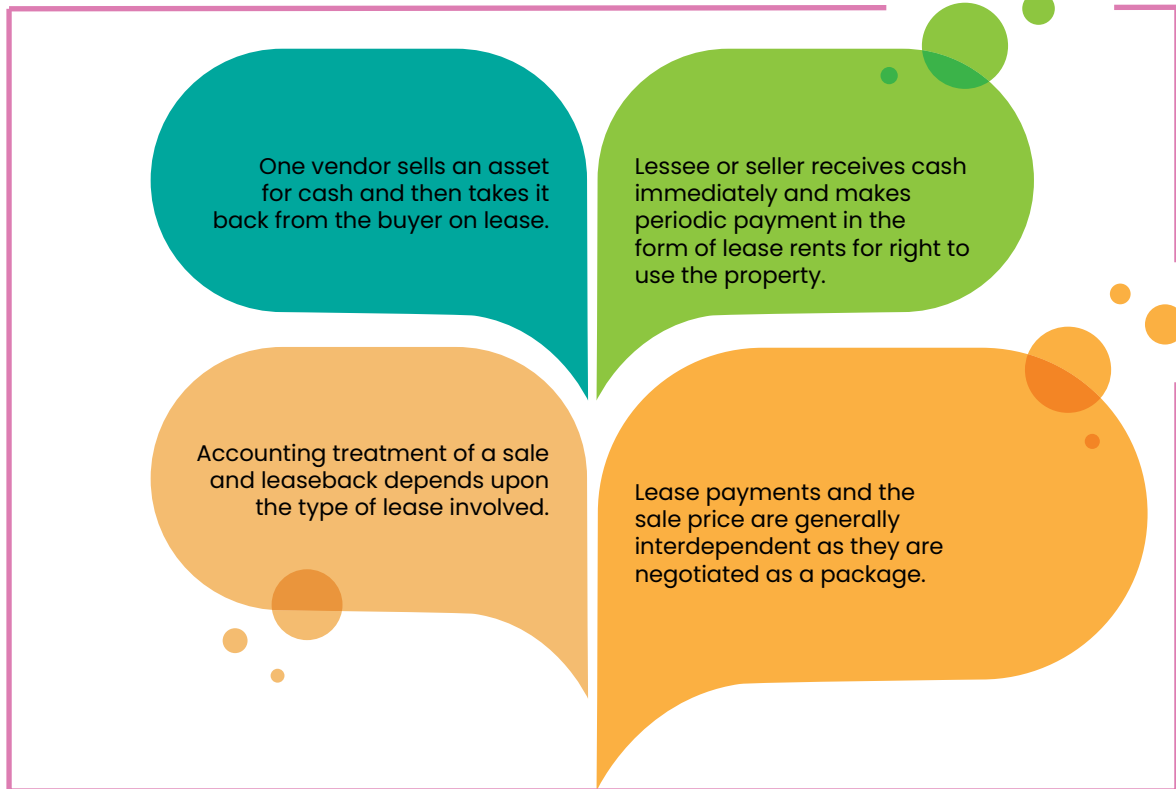 One vendor sells an asset
for cash and then takes it
back from the buyer on lease.
Lessee or seller receives cash
immediately and makes
periodic payment in the
form of lease rents for right to
use the property.
Accounting treatment of a sale
and leaseback depends upon
the type of lease involved.
Lease payments and the
sale price are generally
interdependent as they are
negotiated as a package.